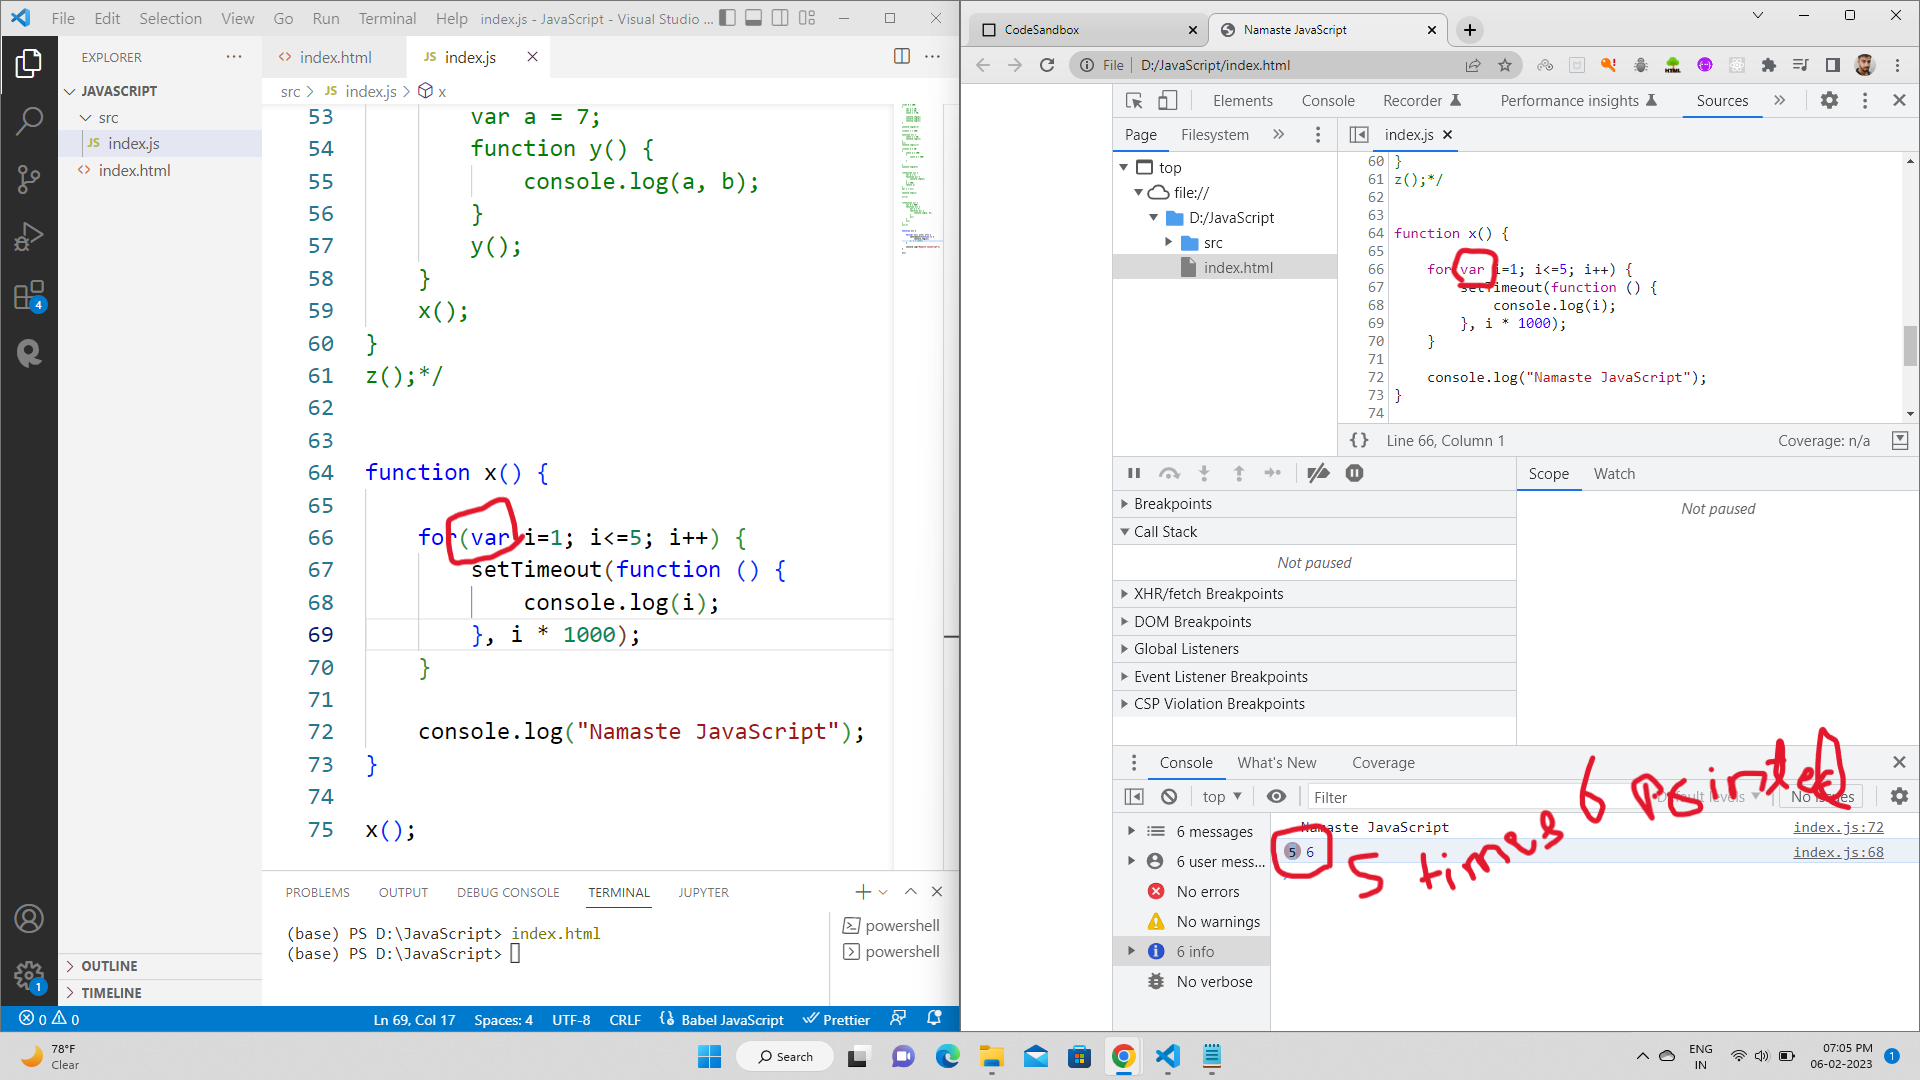 File Edit Selection View Go Run Terminal Help index.js - JavaScript - Visual Studio ...
EXPLORER
JAVASCRIPT
src
JS index.js
index.html
4
OUTLINE
TIMELINE
1
index.html
JS index.js
src > JS index.js > x
53 var a = 7;
54 function y() {
55 console.log(a, b);
56 }
57 y();
58 }
59 x();
60 }
61 z();*/
62
63
64 function x() {
65
66 for(var i=1; i<=5; i++) {
67 setTimeout(function () {
68 console.log(i);
69 }, i * 1000);
70 }
71
72 console.log("Namaste JavaScript");
73 }
74
75 x();
PROBLEMS OUTPUT DEBUG CONSOLE TERMINAL JUPYTER
(base) PS D:\JavaScript> index.html
(base) PS D:\JavaScript>
powershell
powershell
0 0 Ln 69, Col 17 Spaces: 4 UTF-8 CRLF Babel JavaScript Prettier
CodeSandbox
Namaste JavaScript
File D:/JavaScript/index.html
Elements Console Recorder Performance insights Sources
Page Filesystem
index.js
top
file://
D:/JavaScript
src
index.html
60 }
61 z();*/
62
63
64 function x() {
65
66 for(var i=1; i<=5; i++) {
67 setTimeout(function () {
68 console.log(i);
69 }, i * 1000);
70 }
71
72 console.log("Namaste JavaScript");
73 }
74
{} Line 66, Column 1 Coverage: n/a
Scope Watch
Not paused
Breakpoints
Call Stack
Not paused
XHR/fetch Breakpoints
DOM Breakpoints
Global Listeners
Event Listener Breakpoints
CSP Violation Breakpoints
Console What's New Coverage
top Filter Default levels No Issues
6 messages
6 user mess...
No errors
No warnings
6 info
No verbose
Namaste JavaScript index.js:72
5 6 index.js:68
5 times 6 printed
78°F
Clear
Search
ENG
IN
07:05 PM
06-02-2023
1